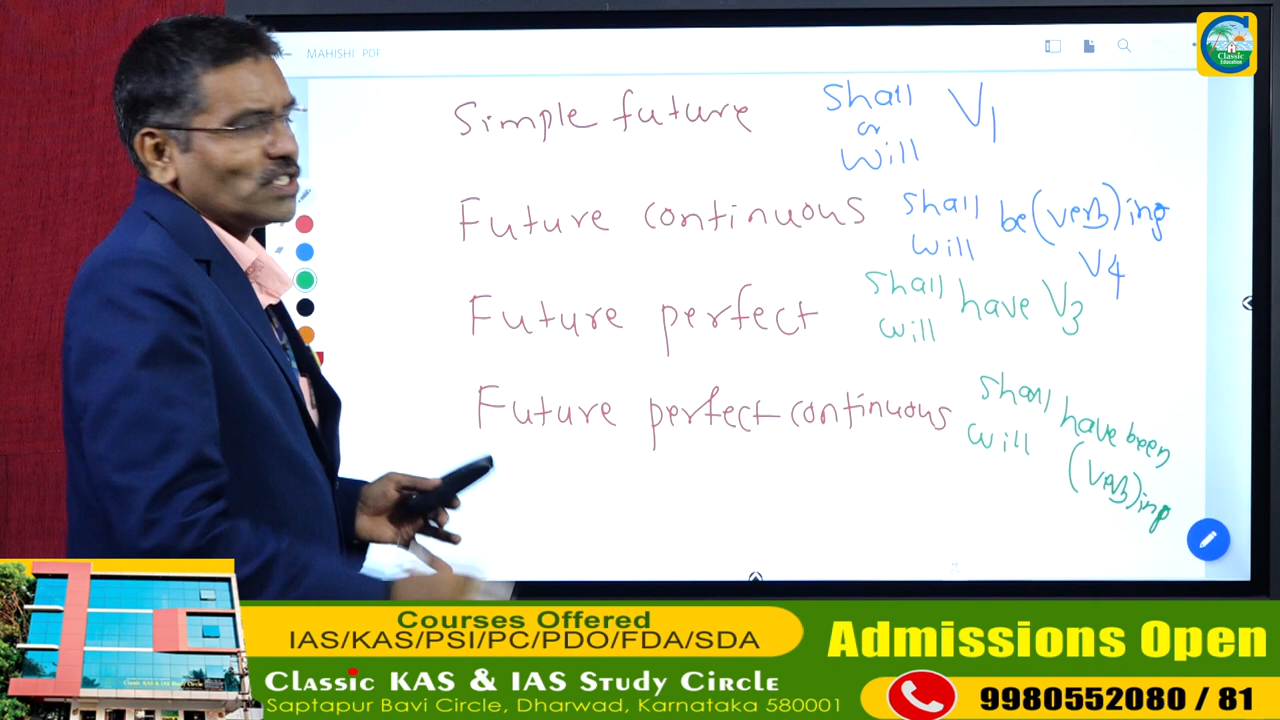 MAHISHI PDF
Classic
Education
Simple future shall or will V1
Future continuous shall will be (verb) ing V4
Future perfect shall will have V3
Future perfect continuous shall will have been (verb) ing
Courses Offered
IAS/KAS/PSI/PC/PDO/FDA/SDA
Classic KAS & IAS Study Circle
Saptapur Bavi Circle, Dharwad, Karnataka 580001
Admissions Open
9980552080 / 81